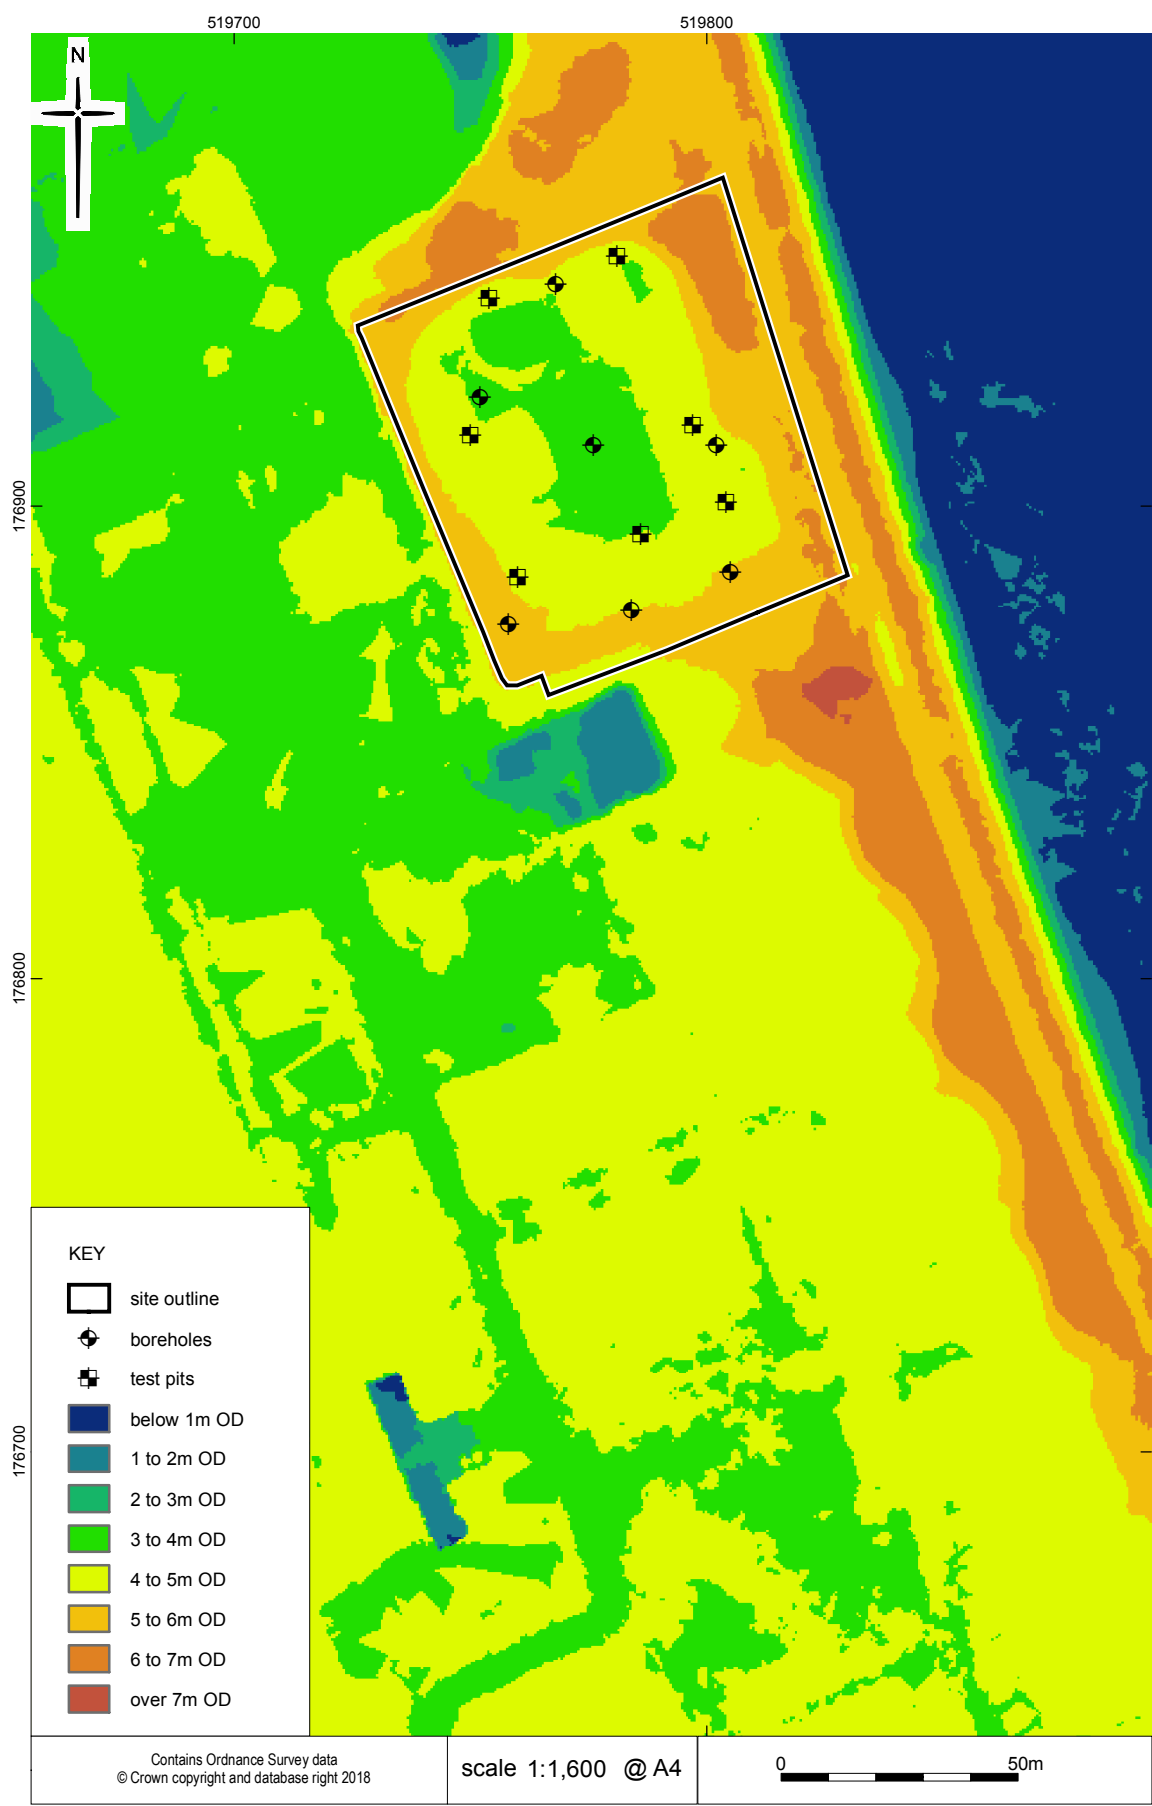 519700
519800
N
176900
176800
176700
KEY
site outline
boreholes
test pits
below 1m OD
1 to 2m OD
2 to 3m OD
3 to 4m OD
4 to 5m OD
5 to 6m OD
6 to 7m OD
over 7m OD
Contains Ordnance Survey data
© Crown copyright and database right 2018
scale 1:1,600 @ A4
0 50m